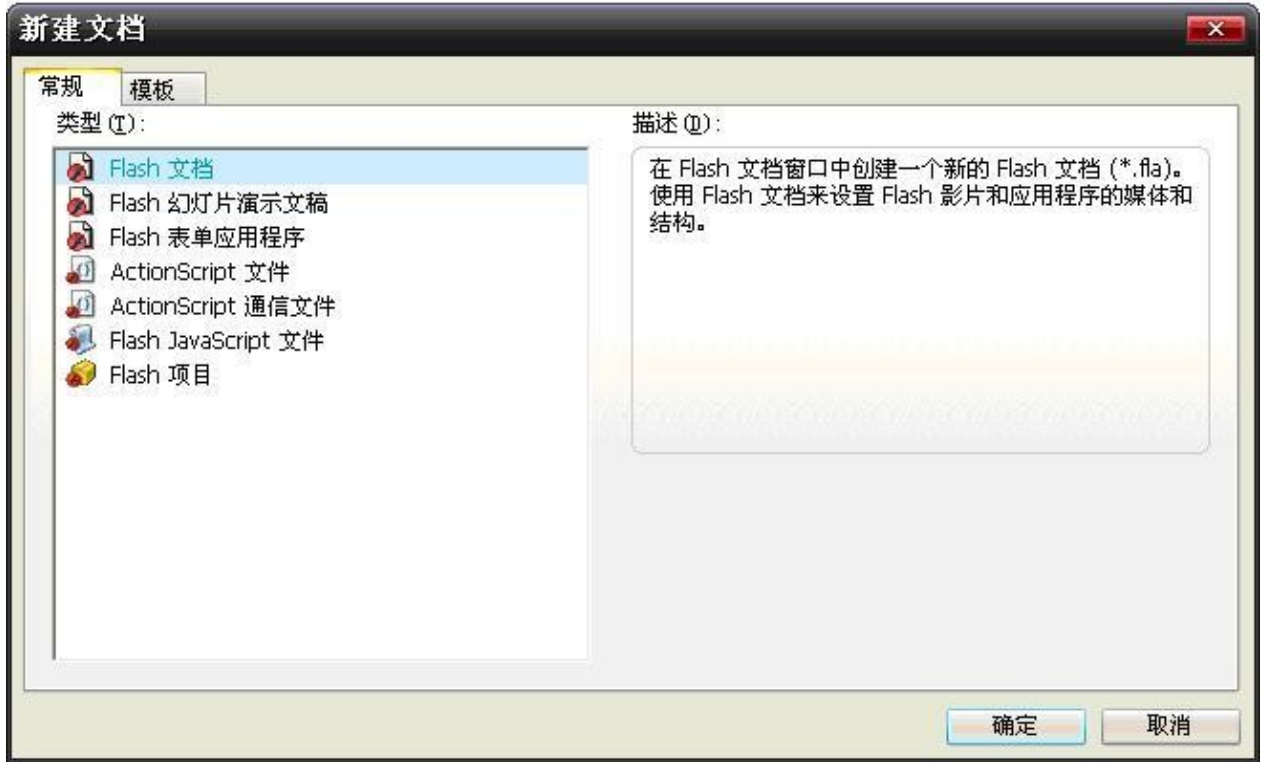 新建文档
常规
模板
类型(T):
Flash 文档
Flash 幻灯片演示文稿
Flash 表单应用程序
ActionScript 文件
ActionScript 通信文件
Flash JavaScript 文件
Flash 项目
描述(D):
在 Flash 文档窗口中创建一个新的 Flash 文档 (*.fla)。
使用 Flash 文档来设置 Flash 影片和应用程序的媒体和
结构。
确定
取消